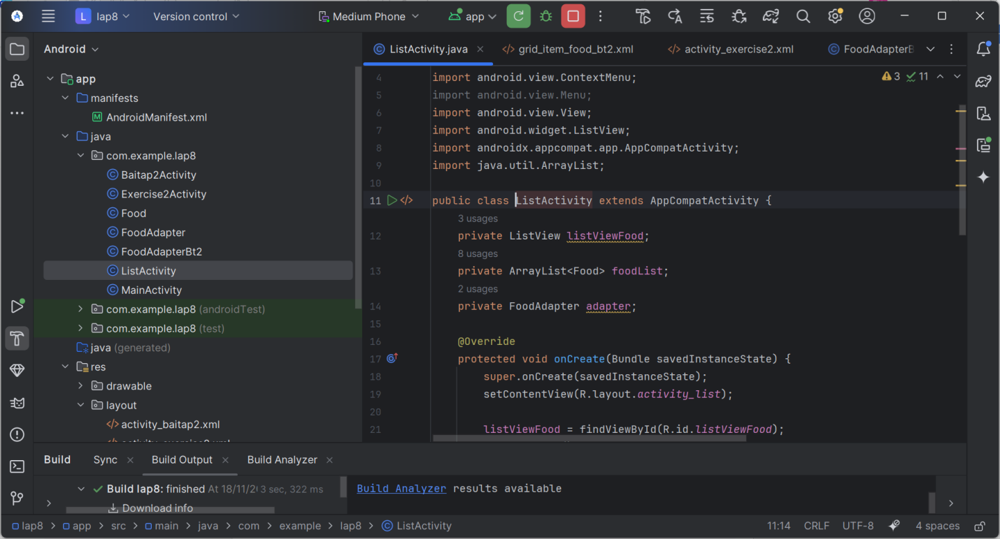 L lap8 Version control Medium Phone app
Android
app
manifests
M AndroidManifest.xml
java
com.example.lap8
C Baitap2Activity
C Exercise2Activity
C Food
C FoodAdapter
C FoodAdapterBt2
C ListActivity
C MainActivity
com.example.lap8 (androidTest)
com.example.lap8 (test)
java (generated)
res
drawable
layout
</> activity_baitap2.xml
C ListActivity.java </> grid_item_food_bt2.xml </> activity_exercise2.xml C FoodAdapterB
3 11
4 import android.view.ContextMenu;
5 import android.view.Menu;
6 import android.view.View;
7 import android.widget.ListView;
8 import androidx.appcompat.app.AppCompatActivity;
9 import java.util.ArrayList;
10
11 </> public class ListActivity extends AppCompatActivity {
3 usages
12 private ListView listViewFood;
8 usages
13 private ArrayList<Food> foodList;
2 usages
14 private FoodAdapter adapter;
15
16 @Override
17 protected void onCreate(Bundle savedInstanceState) {
18 super.onCreate(savedInstanceState);
19 setContentView(R.layout.activity_list);
20
21 listViewFood = findViewById(R.id.listViewFood);
Build Sync Build Output Build Analyzer
Build lap8: finished At 18/11/2 3 sec, 322 ms
Download info
Build Analyzer results available
lap8 > app > src > main > java > com > example > lap8 > C ListActivity
11:14 CRLF UTF-8 4 spaces